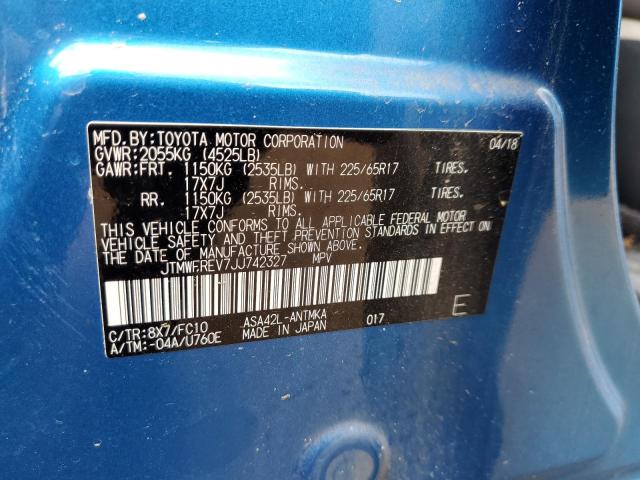 MFD.BY:TOYOTA MOTOR CORPORATION 04/18
GVWR:2055KG (4525LB)
GAWR:FRT. 1150KG (2535LB) WITH 225/65R17 TIRES.
17X7J RIMS.
RR. 1150KG (2535LB) WITH 225/65R17 TIRES.
17X7J RIMS.
THIS VEHICLE CONFORMS TO ALL APPLICABLE FEDERAL MOTOR
VEHICLE SAFETY AND THEFT PREVENTION STANDARDS IN EFFECT
ON THE DATE OF MANUFACTURE SHOWN ABOVE.
JTMWFREV7JJ742327 MPV
C/TR:8X7/FC10 ASA42L-ANTMKA 017 E
A/TM:-04A/U760E MADE IN JAPAN